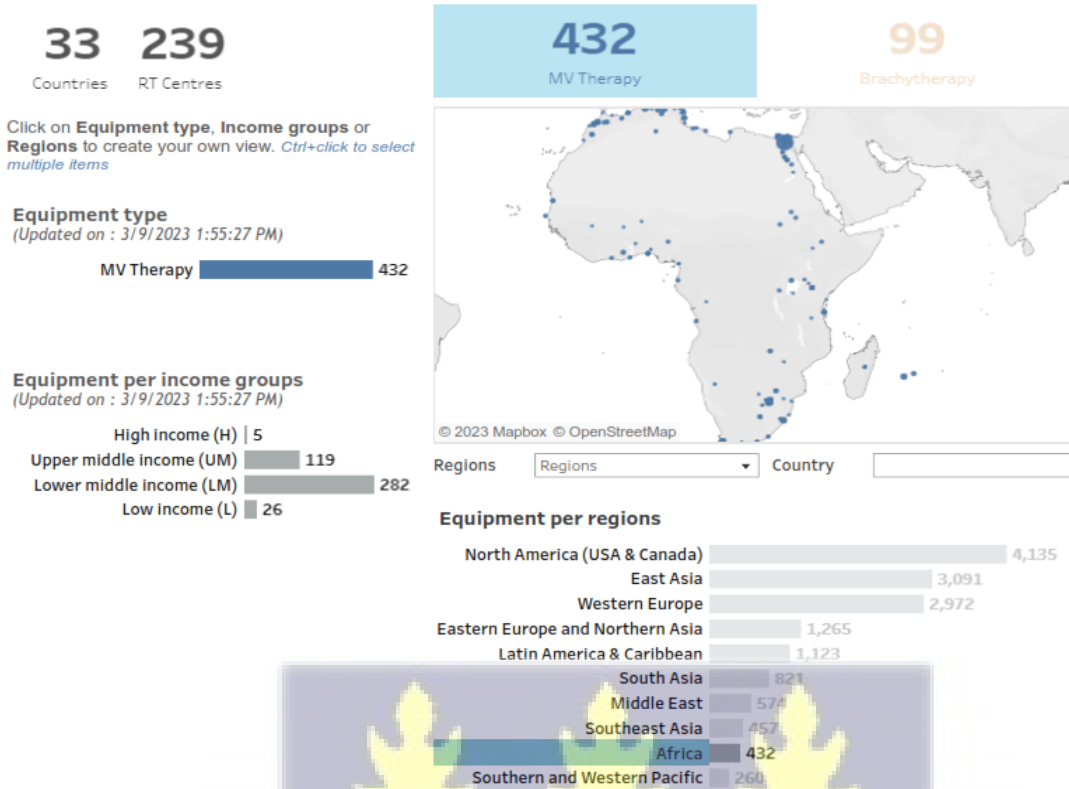 33 239
Countries RT Centres
432
MV Therapy
99
Brachytherapy
Click on Equipment type, Income groups or
Regions to create your own view. Ctrl+click to select
multiple items
Equipment type
(Updated on : 3/9/2023 1:55:27 PM)
MV Therapy 432
Equipment per income groups
(Updated on : 3/9/2023 1:55:27 PM)
High income (H) 5
Upper middle income (UM) 119
Lower middle income (LM) 282
Low income (L) 26
© 2023 Mapbox © OpenStreetMap
Regions Regions Country
Equipment per regions
North America (USA & Canada) 4,135
East Asia 3,091
Western Europe 2,972
Eastern Europe and Northern Asia 1,265
Latin America & Caribbean 1,123
South Asia 821
Middle East 574
Southeast Asia 457
Africa 432
Southern and Western Pacific 260